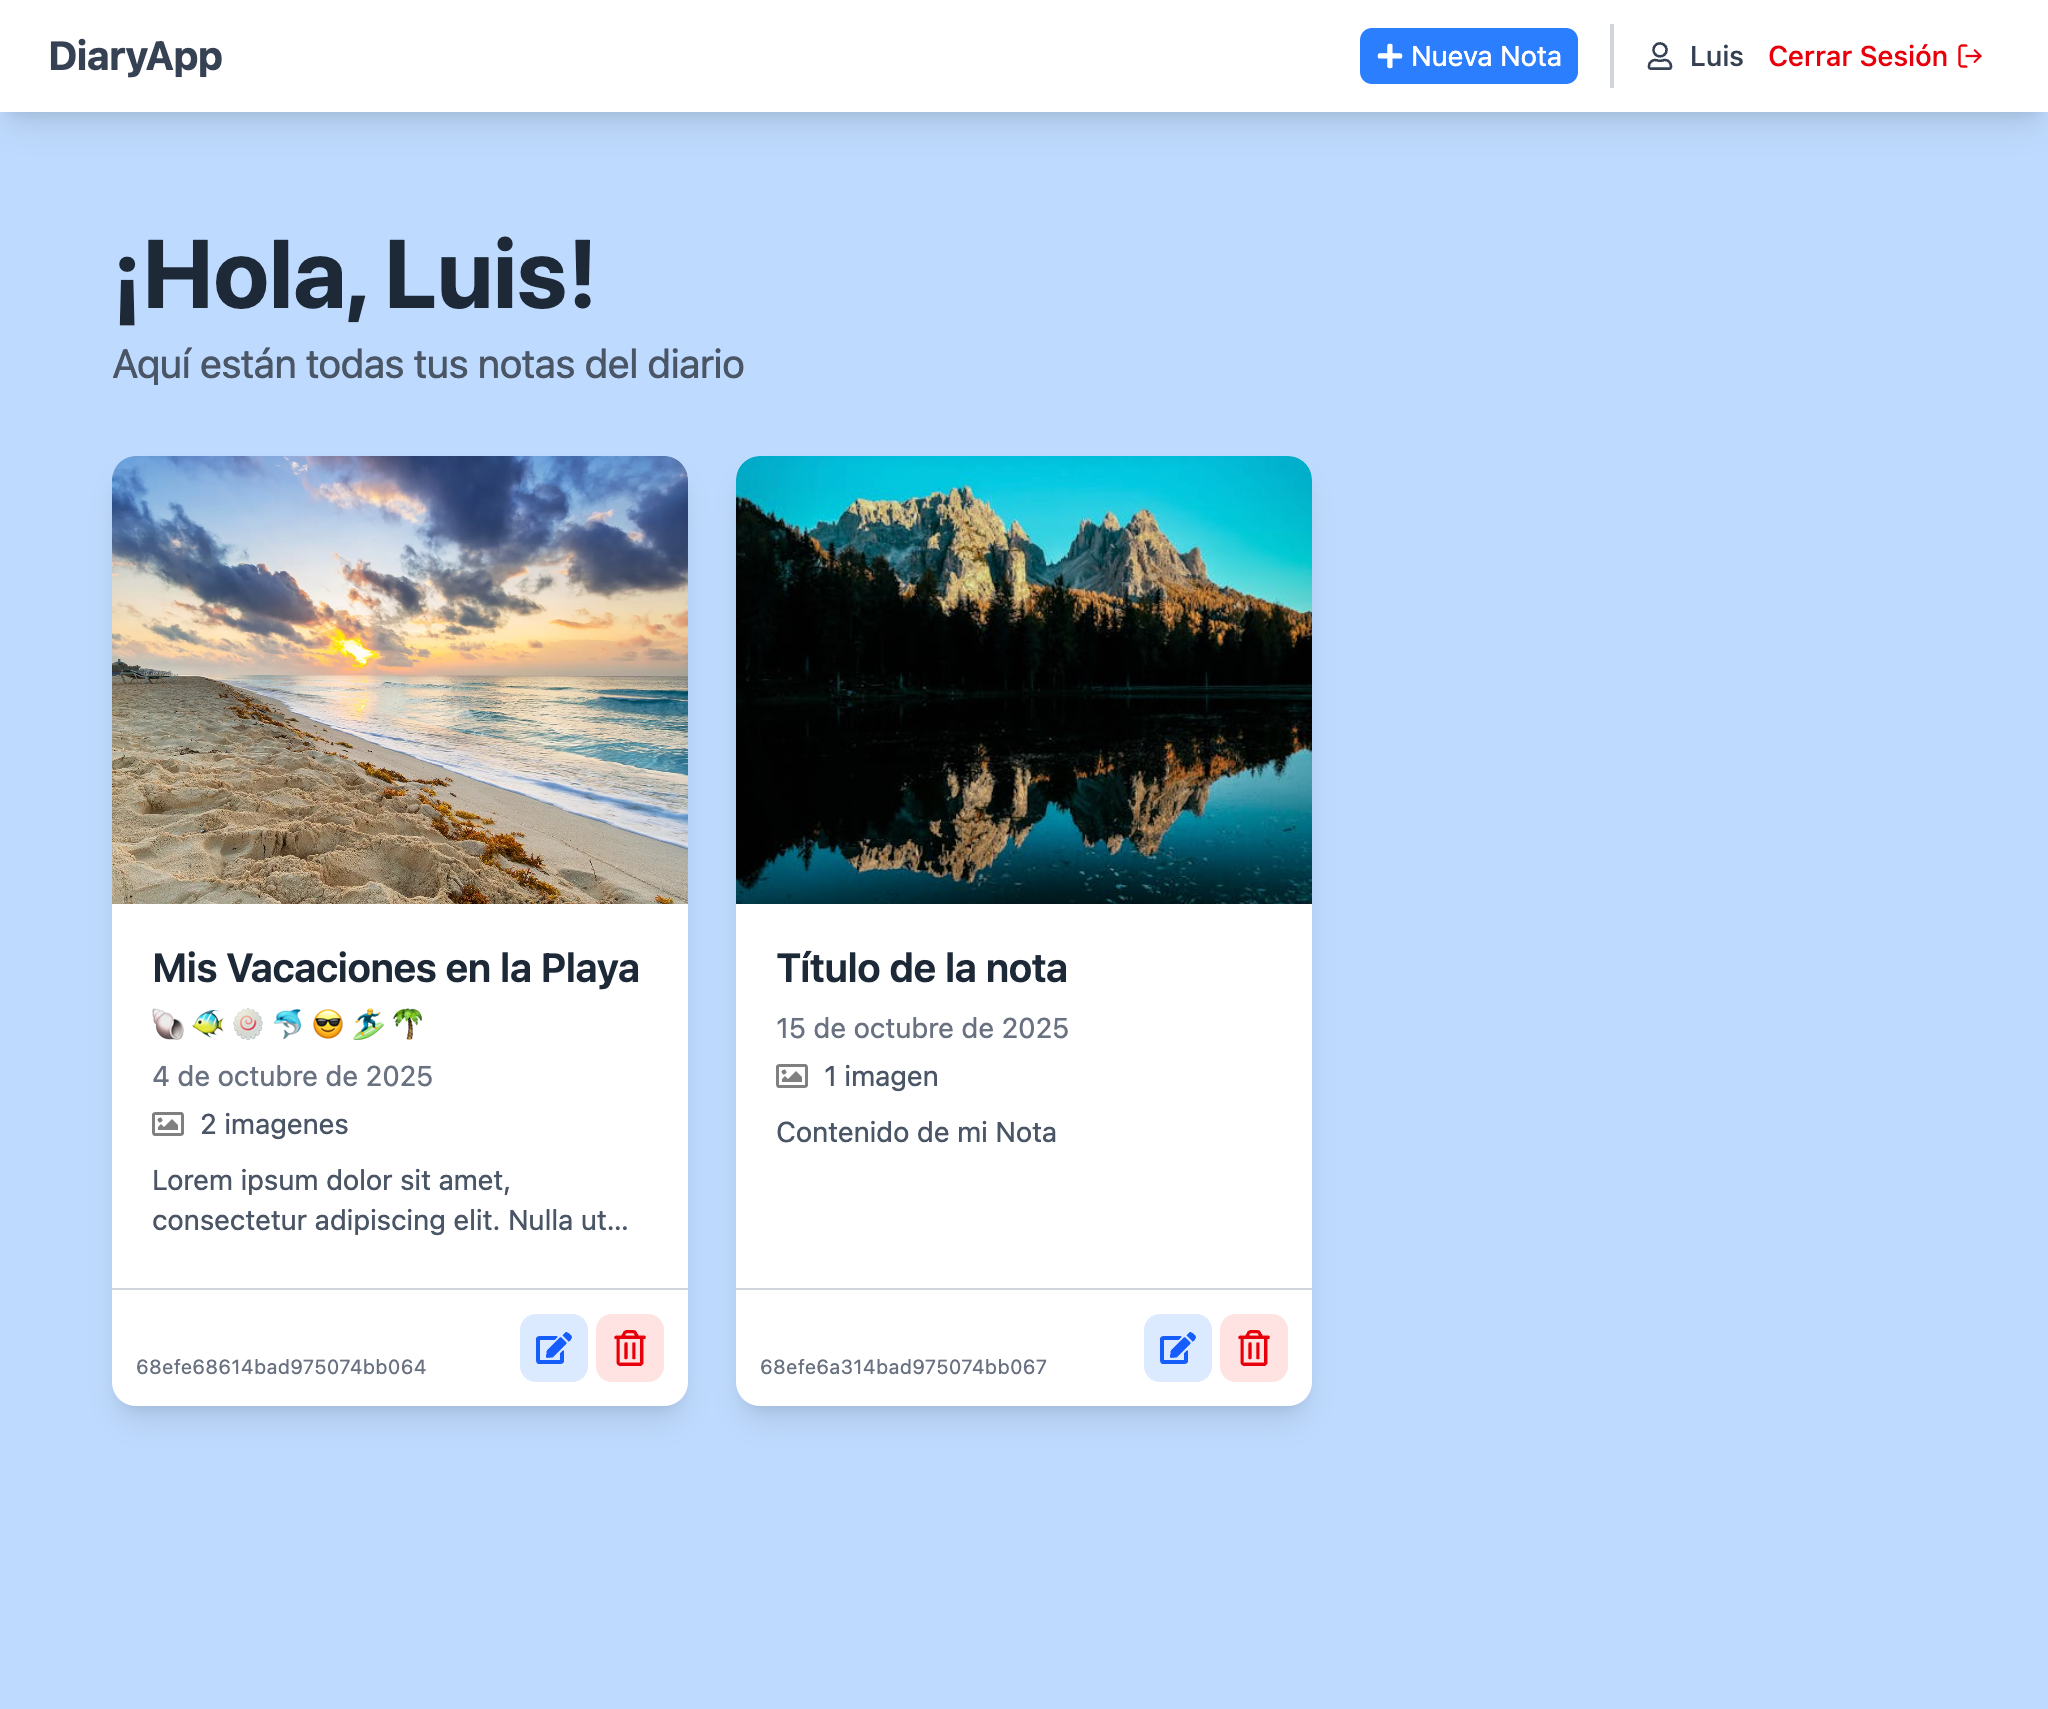 DiaryApp
Nueva Nota
Luis
Cerrar Sesión
¡Hola, Luis!
Aquí están todas tus notas del diario
Mis Vacaciones en la Playa
🐚🐠🍥🐬😎🏄🌴
4 de octubre de 2025
2 imagenes
Lorem ipsum dolor sit amet,
consectetur adipiscing elit. Nulla ut...
68efe68614bad975074bb064
Título de la nota
15 de octubre de 2025
1 imagen
Contenido de mi Nota
68efe6a314bad975074bb067